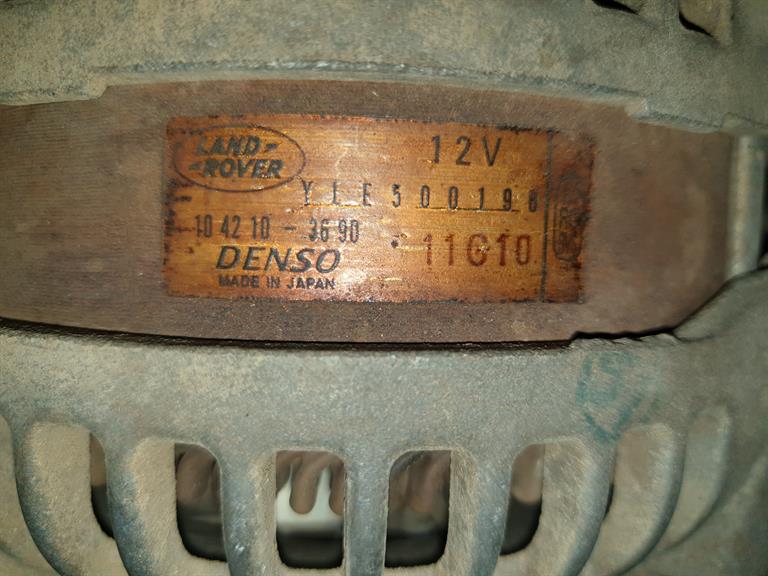 LAND-
-ROVER
12V
YLE500190
104210-3690
11G10
DENSO
MADE IN JAPAN